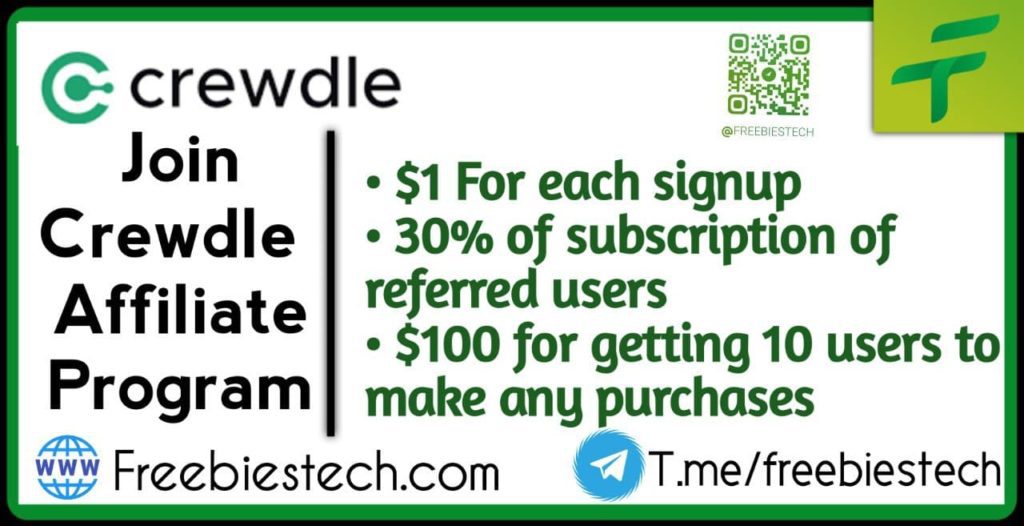 crewdle
@FREEBIESTECH
Join
Crewdle
Affiliate
Program
• $1 For each signup
• 30% of subscription of
referred users
• $100 for getting 10 users to
make any purchases
WWW
Freebiestech.com
T.me/freebiestech